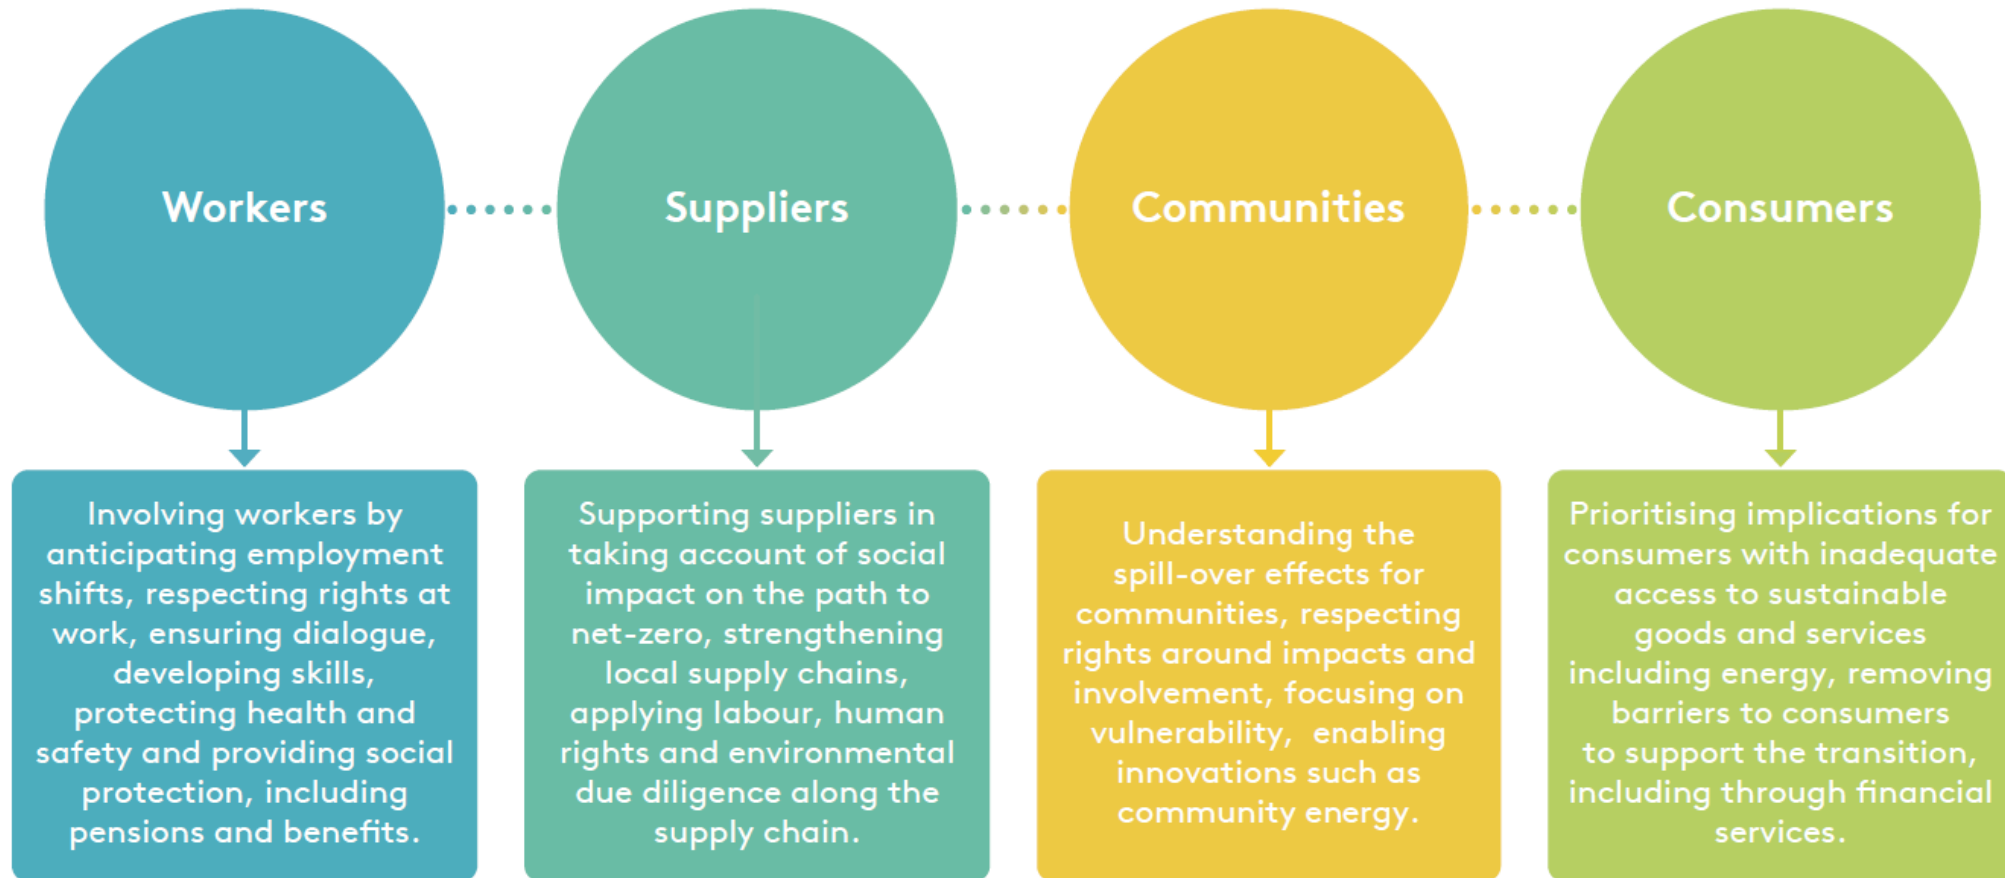 Workers
Suppliers
Communities
Consumers
Involving workers by
anticipating employment
shifts, respecting rights at
work, ensuring dialogue,
developing skills,
protecting health and
safety and providing social
protection, including
pensions and benefits.
Supporting suppliers in
taking account of social
impact on the path to
net-zero, strengthening
local supply chains,
applying labour, human
rights and environmental
due diligence along the
supply chain.
Understanding the
spill-over effects for
communities, respecting
rights around impacts and
involvement, focusing on
vulnerability, enabling
innovations such as
community energy.
Prioritising implications for
consumers with inadequate
access to sustainable
goods and services
including energy, removing
barriers to consumers
to support the transition,
including through financial
services.